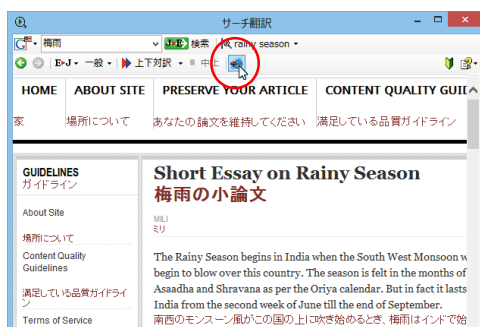 サーチ翻訳
梅雨 J▶E 検索 rainy season
E▶J 一般 上下対訳 中止
HOME ABOUT SITE PRESERVE YOUR ARTICLE CONTENT QUALITY GUI
家 場所について あなたの論文を維持してください 満足している品質ガイドライン
GUIDELINES
ガイドライン
About Site
場所について
Content Quality
Guidelines
満足している品質ガイドライ
ン
Terms of Service
Short Essay on Rainy Season
梅雨の小論文
MILI
ミリ
The Rainy Season begins in India when the South West Monsoon w
begin to blow over this country. The season is felt in the months of
Asaadha and Shravana as per the Oriya calendar. But in fact it lasts
India from the second week of June till the end of September.
南西のモンスーン風がこの国の上に吹き始めるとき、梅雨はインドで始